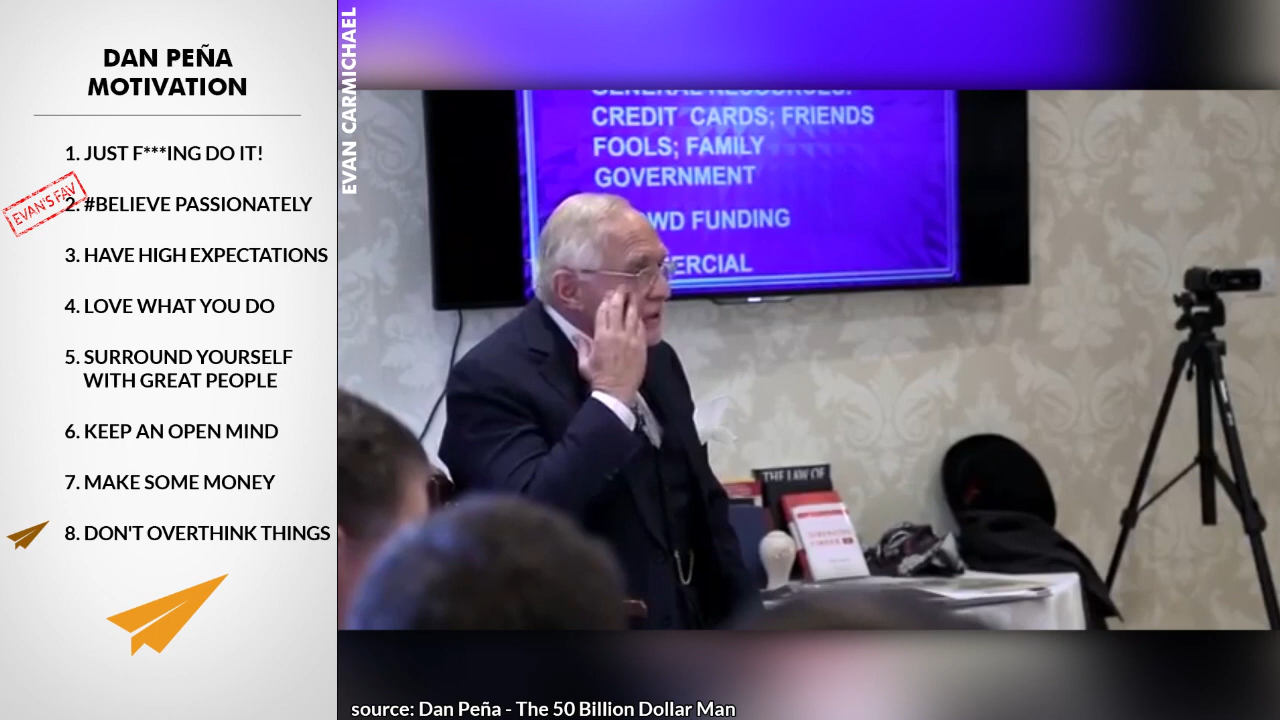 DAN PEÑA
MOTIVATION
1. JUST F***ING DO IT!
EVAN'S FAV
2. #BELIEVE PASSIONATELY
3. HAVE HIGH EXPECTATIONS
4. LOVE WHAT YOU DO
5. SURROUND YOURSELF
WITH GREAT PEOPLE
6. KEEP AN OPEN MIND
7. MAKE SOME MONEY
8. DON'T OVERTHINK THINGS
EVAN CARMICHAEL
GENERAL RESOURCES:
CREDIT CARDS; FRIENDS
FOOLS; FAMILY
GOVERNMENT
WD FUNDING
ERCIAL
THE LAW OF
source: Dan Peña - The 50 Billion Dollar Man